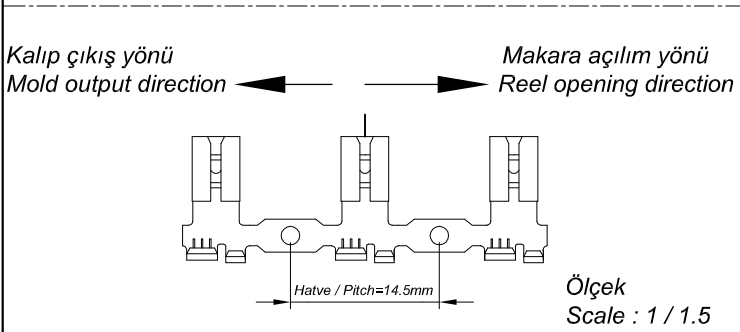 Kalıp çıkış yönü
Mold output direction
Makara açılım yönü
Reel opening direction
Hatve / Pitch=14.5mm
Ölçek
Scale : 1 / 1.5